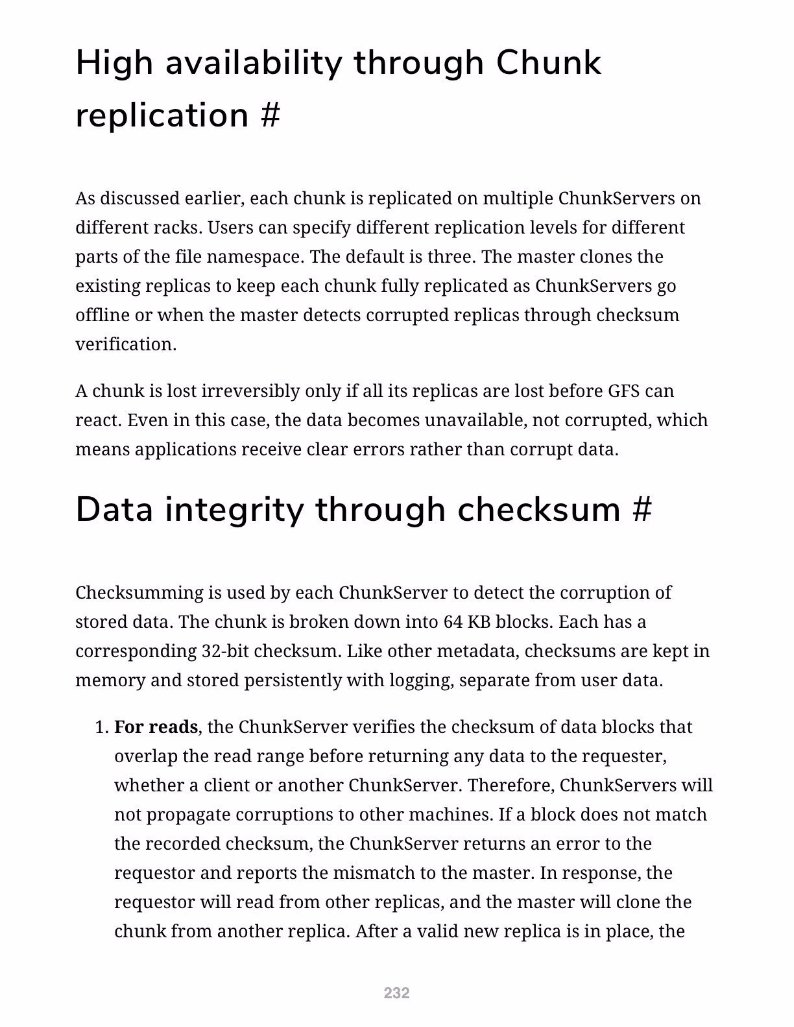 High availability through Chunk
replication #
As discussed earlier, each chunk is replicated on multiple ChunkServers on
different racks. Users can specify different replication levels for different
parts of the file namespace. The default is three. The master clones the
existing replicas to keep each chunk fully replicated as ChunkServers go
offline or when the master detects corrupted replicas through checksum
verification.
A chunk is lost irreversibly only if all its replicas are lost before GFS can
react. Even in this case, the data becomes unavailable, not corrupted, which
means applications receive clear errors rather than corrupt data.
Data integrity through checksum #
Checksumming is used by each ChunkServer to detect the corruption of
stored data. The chunk is broken down into 64 KB blocks. Each has a
corresponding 32-bit checksum. Like other metadata, checksums are kept in
memory and stored persistently with logging, separate from user data.
1. For reads, the ChunkServer verifies the checksum of data blocks that
overlap the read range before returning any data to the requester,
whether a client or another ChunkServer. Therefore, ChunkServers will
not propagate corruptions to other machines. If a block does not match
the recorded checksum, the ChunkServer returns an error to the
requestor and reports the mismatch to the master. In response, the
requestor will read from other replicas, and the master will clone the
chunk from another replica. After a valid new replica is in place, the
232